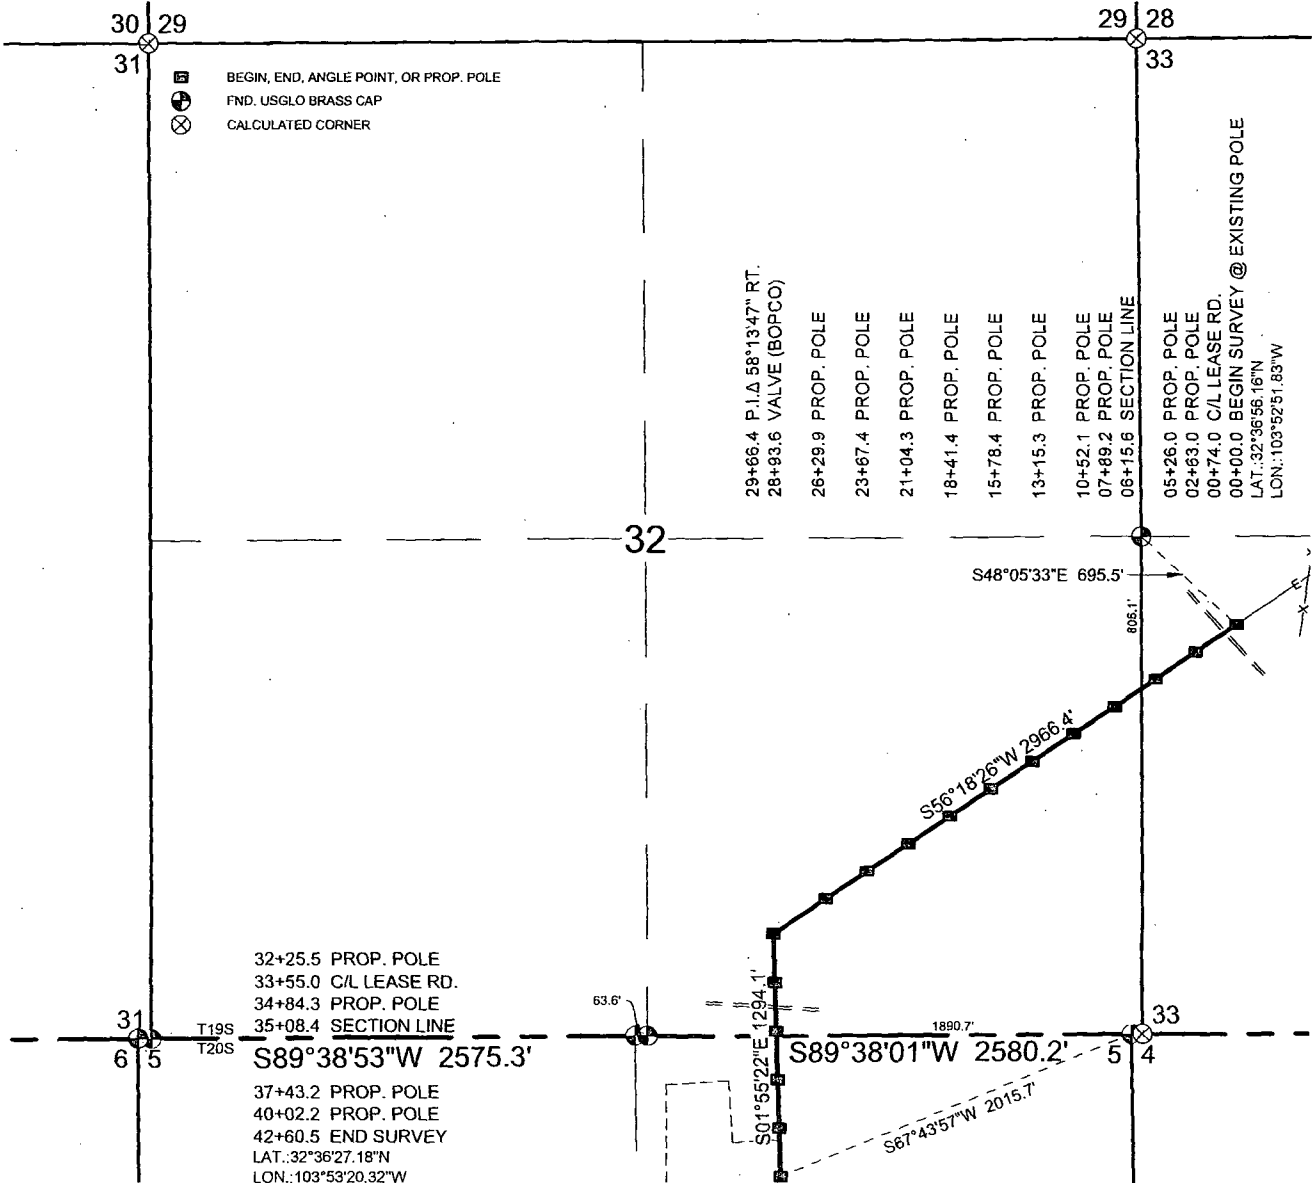 30 29
31
29 28
33
BEGIN, END, ANGLE POINT, OR PROP. POLE
FND. USGLO BRASS CAP
CALCULATED CORNER
29+66.4 P.I.Δ 58°13'47" RT.
28+93.6 VALVE (BOPCO)
26+29.9 PROP. POLE
23+67.4 PROP. POLE
21+04.3 PROP. POLE
18+41.4 PROP. POLE
15+78.4 PROP. POLE
13+15.3 PROP. POLE
10+52.1 PROP. POLE
07+89.2 PROP. POLE
06+15.6 SECTION LINE
05+26.0 PROP. POLE
02+63.0 PROP. POLE
00+74.0 C/L LEASE RD.
00+00.0 BEGIN SURVEY @ EXISTING POLE
LAT.:32°36'56.16"N
LON.:103°52'51.83"W
32
S48°05'33"E 695.5'
806.1'
E
S56°18'26"W 2966.4'
32+25.5 PROP. POLE
33+55.0 C/L LEASE RD.
34+84.3 PROP. POLE
35+08.4 SECTION LINE
63.6'
S01°55'22"E 1294.1'
1890.7'
31
33
T19S
T20S
6 5
5 4
S89°38'53"W 2575.3'
S89°38'01"W 2580.2'
37+43.2 PROP. POLE
40+02.2 PROP. POLE
42+60.5 END SURVEY
LAT.:32°36'27.18"N
LON.:103°53'20.32"W
S67°43'57"W 2015.7'